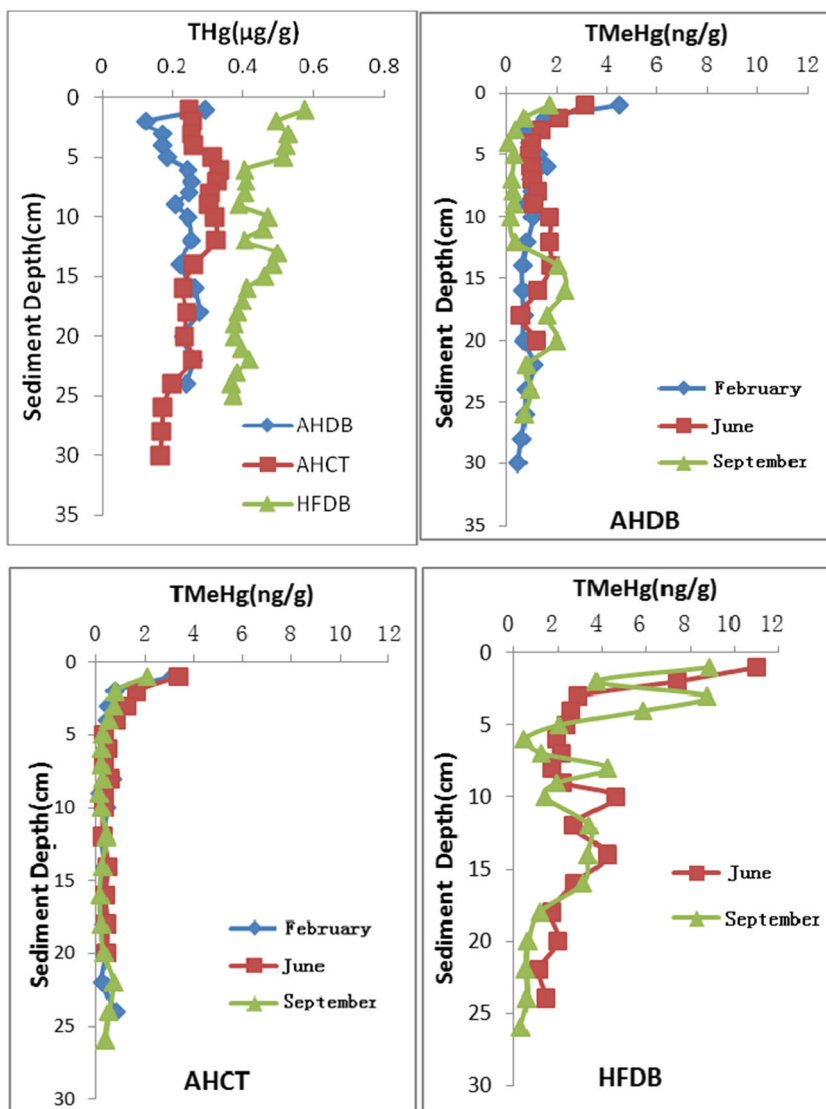 THg(μg/g)
0 0.2 0.4 0.6 0.8
0
5
10
15
20
25
30
35
Sediment Depth(cm)
AHDB
AHCT
HFDB
TMeHg(ng/g)
0 2 4 6 8 10 12
0
5
10
15
20
25
30
35
Sediment Depth(cm)
February
June
September
AHDB
TMeHg(ng/g)
0 2 4 6 8 10 12
0
5
10
15
20
25
30
Sediment Depth(cm)
February
June
September
AHCT
TMeHg(ng/g)
0 2 4 6 8 10 12
0
5
10
15
20
25
30
Sediment Depth(cm)
June
September
HFDB